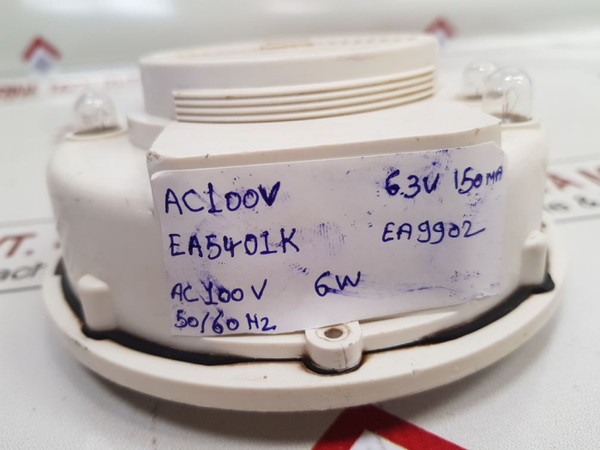 AC100V 6.3V 150MA
EA5401K EA9902
AC100V 6W
50/60 Hz